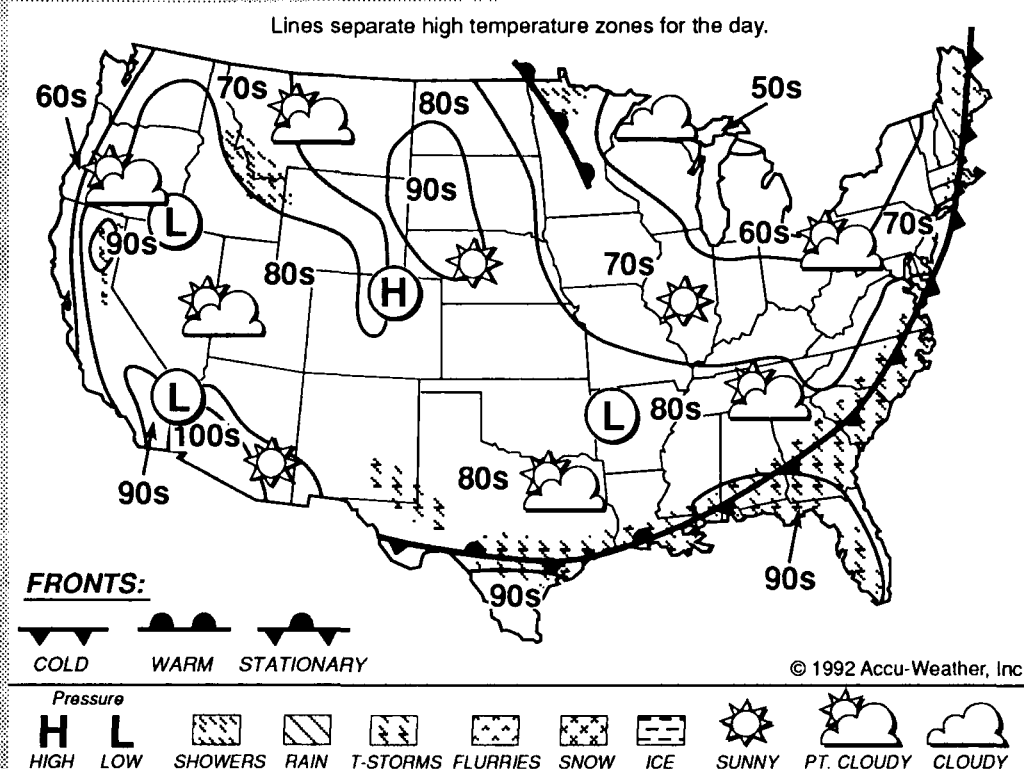 Lines separate high temperature zones for the day.
60s
70s
80s
50s
90s
L
90s
80s
H
70s
60s
70s
L
100s
90s
80s
L
80s
90s
90s
FRONTS:
COLD WARM STATIONARY
© 1992 Accu-Weather, Inc
Pressure
H L
HIGH LOW SHOWERS RAIN T-STORMS FLURRIES SNOW ICE SUNNY PT. CLOUDY CLOUDY